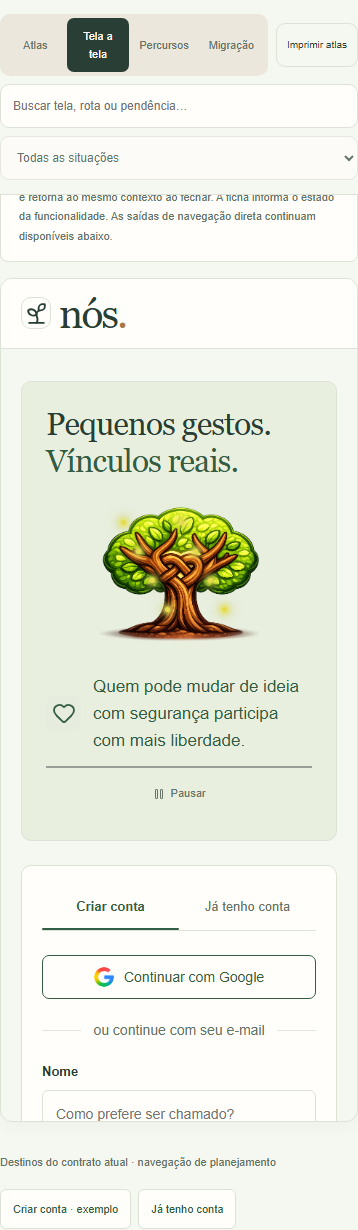 Atlas
Tela a
tela
Percursos
Migração
Imprimir atlas
Buscar tela, rota ou pendência…
Todas as situações
e retorna ao mesmo contexto ao fechar. A ficha informa o estado
da funcionalidade. As saídas de navegação direta continuam
disponíveis abaixo.
nós.
Pequenos gestos.
Vínculos reais.
Quem pode mudar de ideia
com segurança participa
com mais liberdade.
Pausar
Criar conta
Já tenho conta
Continuar com Google
ou continue com seu e-mail
Nome
Como prefere ser chamado?
Destinos do contrato atual · navegação de planejamento
Criar conta · exemplo
Já tenho conta